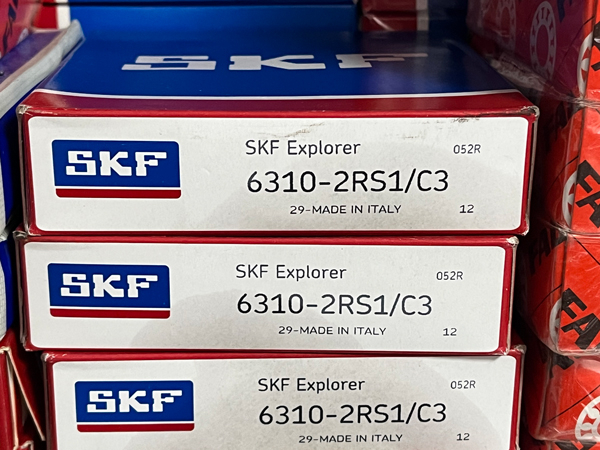 SKF
SKF
SKF Explorer
052R
6310-2RS1/C3
29-MADE IN ITALY
12
SKF
SKF Explorer
052R
6310-2RS1/C3
29-MADE IN ITALY
12
SKF
SKF Explorer
052R
6310-2RS1/C3
29-MADE IN ITALY
12